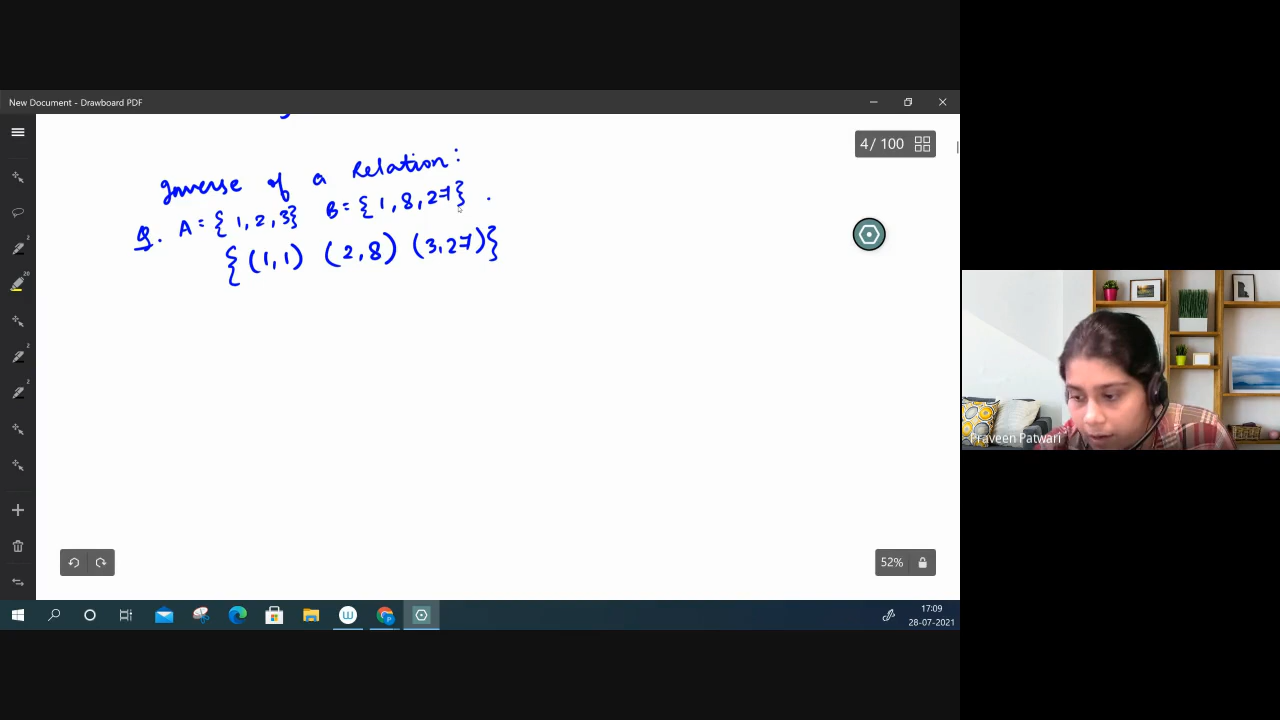 New Document - Drawboard PDF
4 / 100
Inverse of a Relation:
Q. A = {1, 2, 3} B = {1, 8, 27} .
{(1, 1) (2, 8) (3, 27)}
Praveen Patwari
52%
17:09
28-07-2021